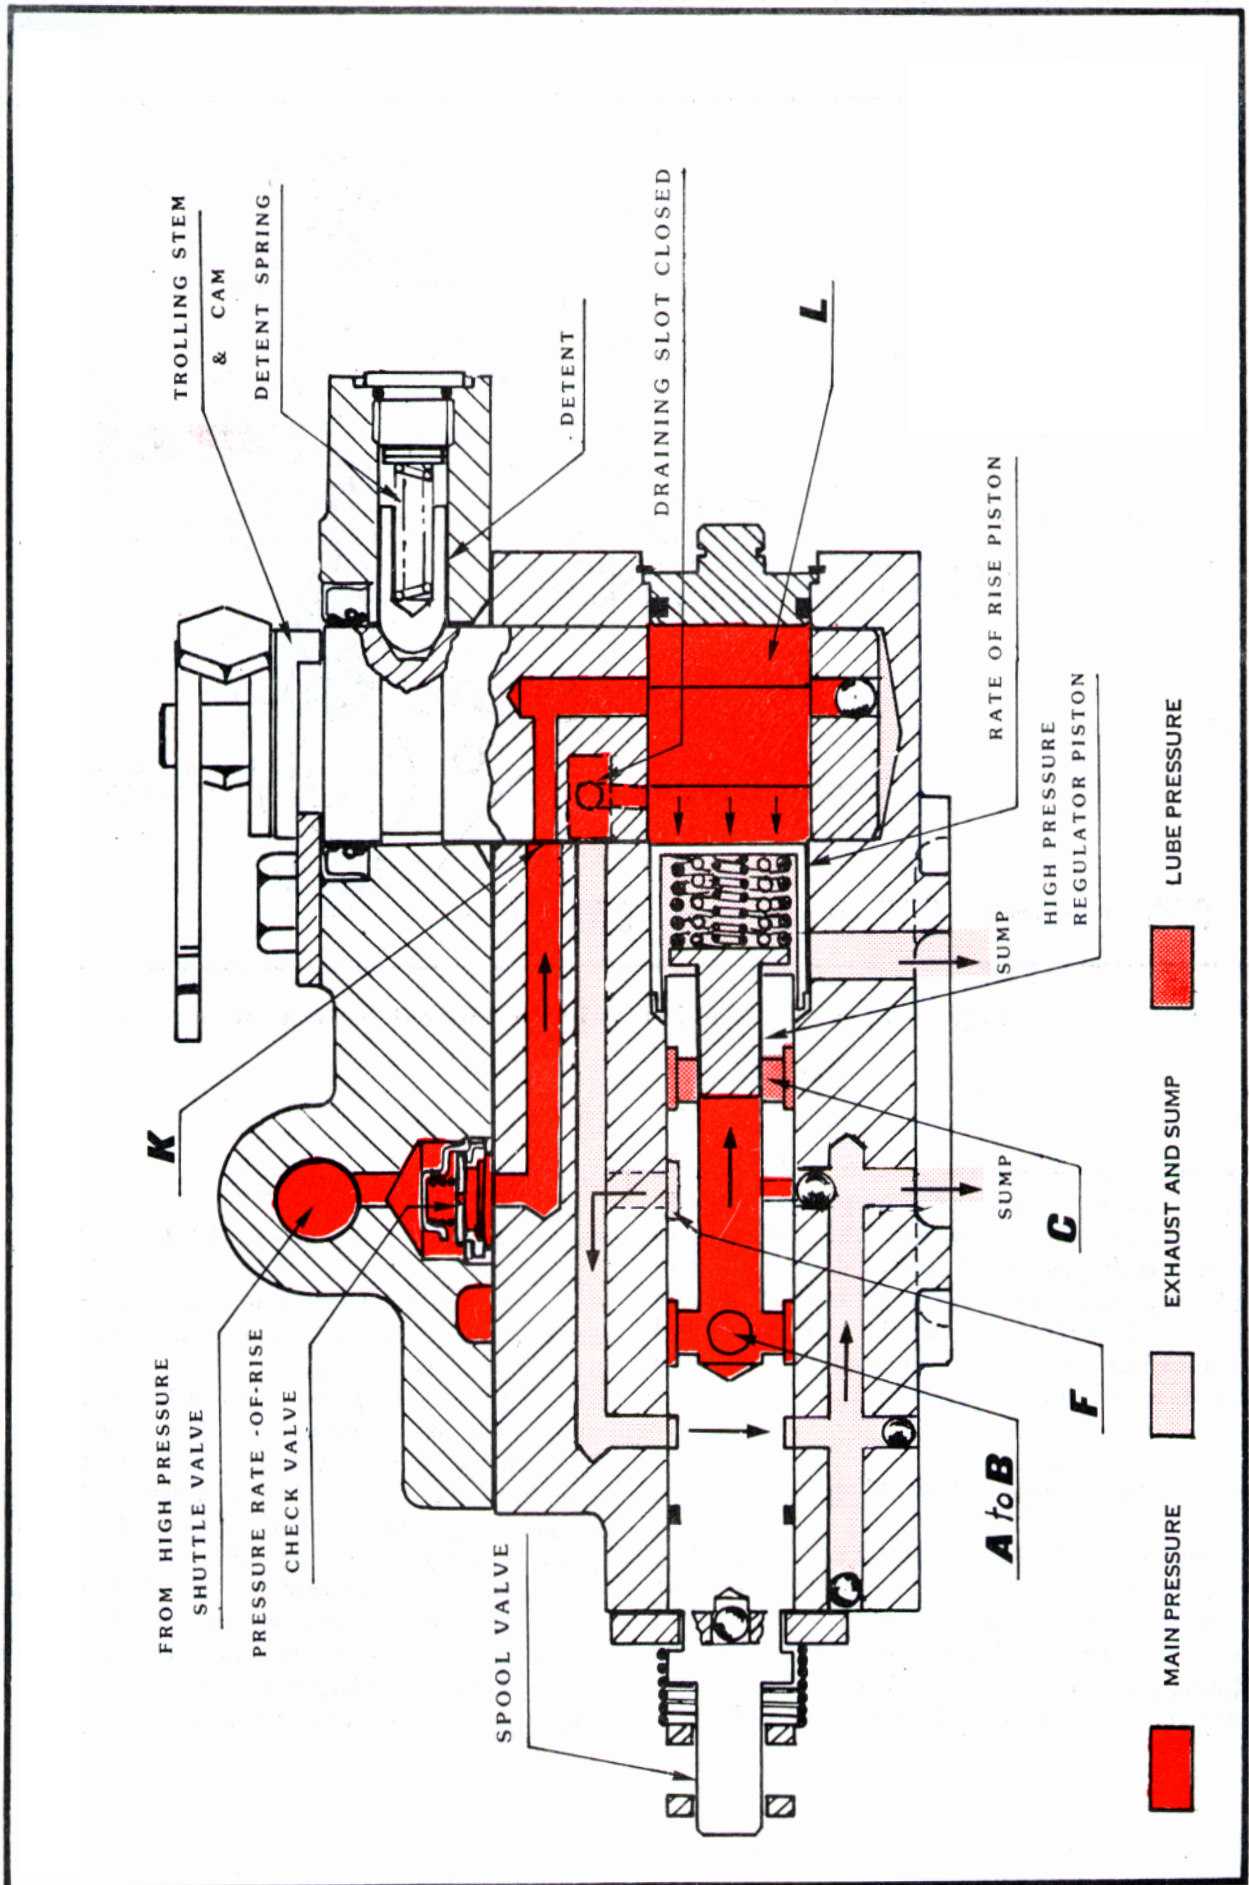 FROM HIGH PRESSURE
SHUTTLE VALVE
PRESSURE RATE -OF-RISE
CHECK VALVE
K
TROLLING STEM
& CAM
DETENT SPRING
DETENT
DRAINING SLOT CLOSED
L
SPOOL VALVE
A to B
F
C
SUMP
SUMP
RATE OF RISE PISTON
HIGH PRESSURE
REGULATOR PISTON
MAIN PRESSURE
EXHAUST AND SUMP
LUBE PRESSURE